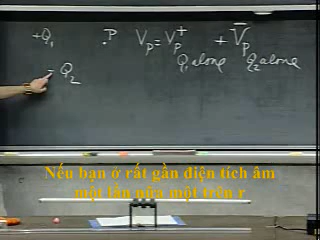 +Q₁ .P Vₚ = Vₚ⁺ + V̄ₚ
Q₁ alone Q₂ alone
- Q₂
Nếu bạn ở rất gần điện tích âm
một lần nữa một trên r